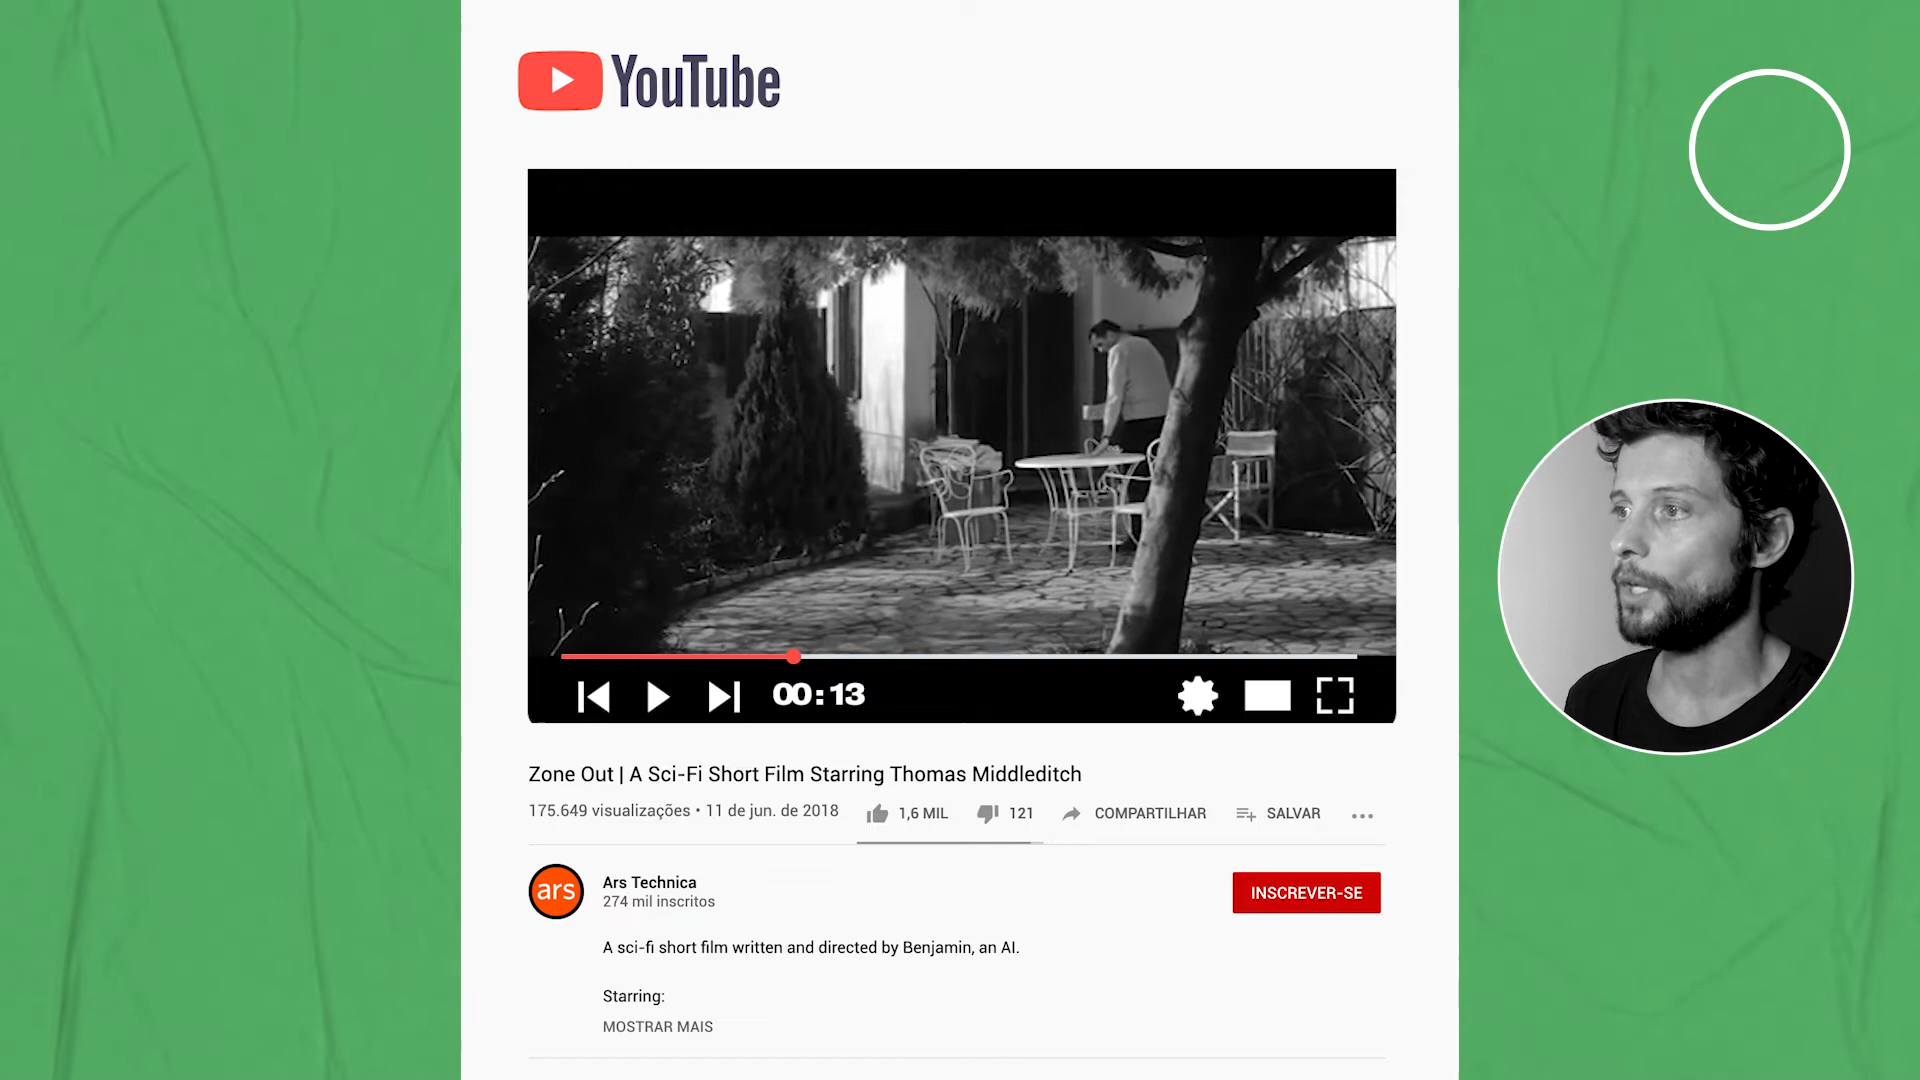 YouTube
00:13
Zone Out | A Sci-Fi Short Film Starring Thomas Middleditch
175.649 visualizações • 11 de jun. de 2018
1,6 MIL
121
COMPARTILHAR
SALVAR
ars
Ars Technica
274 mil inscritos
INSCREVER-SE
A sci-fi short film written and directed by Benjamin, an AI.
Starring:
MOSTRAR MAIS